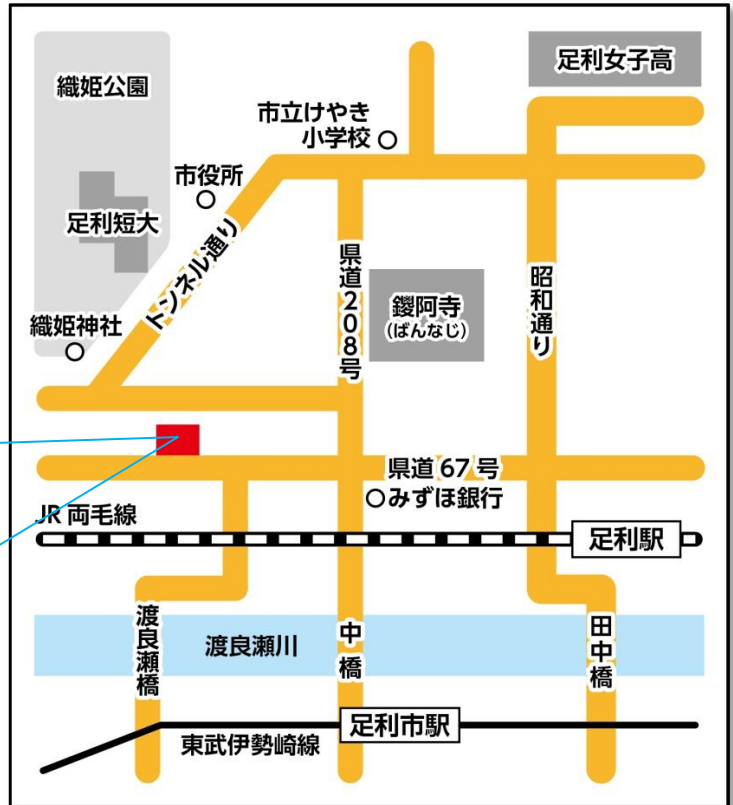 足利女子高
織姫公園
市立けやき
小学校
市役所
足利短大
トンネル通り
県道208号
鑁阿寺
(ばんなじ)
昭和通り
織姫神社
県道67号
みずほ銀行
JR両毛線
足利駅
渡良瀬橋
渡良瀬川
中橋
田中橋
足利市駅
東武伊勢崎線